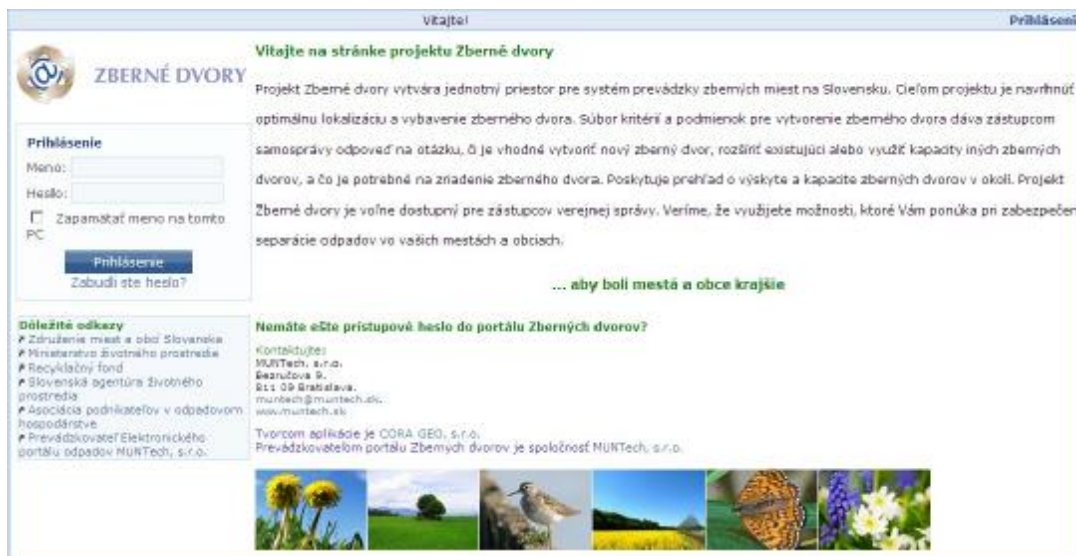 Vitajte!
Prihláseni
ZBERNÉ DVORY
Prihlásenie
Meno:
Heslo:
Zapamätať meno na tomto
PC
Prihlásenie
Zabudli ste heslo?
Dôležité odkazy
Združenie miest a obcí Slovenska
Ministerstvo životného prostredia
Recyklačný fond
Slovenská agentúra životného
prostredia
Asociácia podnikateľov v odpadovom
hospodárstve
Prevádzkovateľ Elektronického
portálu odpadov MUNTech, s.r.o.
Vitajte na stránke projektu Zberné dvory
Projekt Zberné dvory vytvára jednotný priestor pre systém prevádzky zberných miest na Slovensku. Cieľom projektu je navrhnúť
optimálnu lokalizáciu a vybavenie zberného dvora. Súbor kritérií a podmienok pre vytvorenie zberného dvora dáva zástupcom
samosprávy odpoveď na otázku, či je vhodné vytvoriť nový zberný dvor, rozšíriť existujúci alebo využiť kapacity iných zberných
dvorov, a čo je potrebné na zriadenie zberného dvora. Poskytuje prehľad o výskyte a kapacite zberných dvorov v okolí. Projekt
Zberné dvory je voľne dostupný pre zástupcov verejnej správy. Veríme, že využijete možnosti, ktoré Vám ponúka pri zabezpečen
separácie odpadov vo vašich mestách a obciach.
... aby boli mestá a obce krajšie
Nemáte ešte prístupové heslo do portálu Zberných dvorov?
Kontaktujte:
MUNTech, s.r.o.
Bezručova 9.
811 09 Bratislava.
muntech@muntech.sk.
www.muntech.sk
Tvorcom aplikácie je CORA GEO, s.r.o.
Prevádzkovateľom portálu Zberných dvorov je spoločnosť MUNTech, s.r.o.